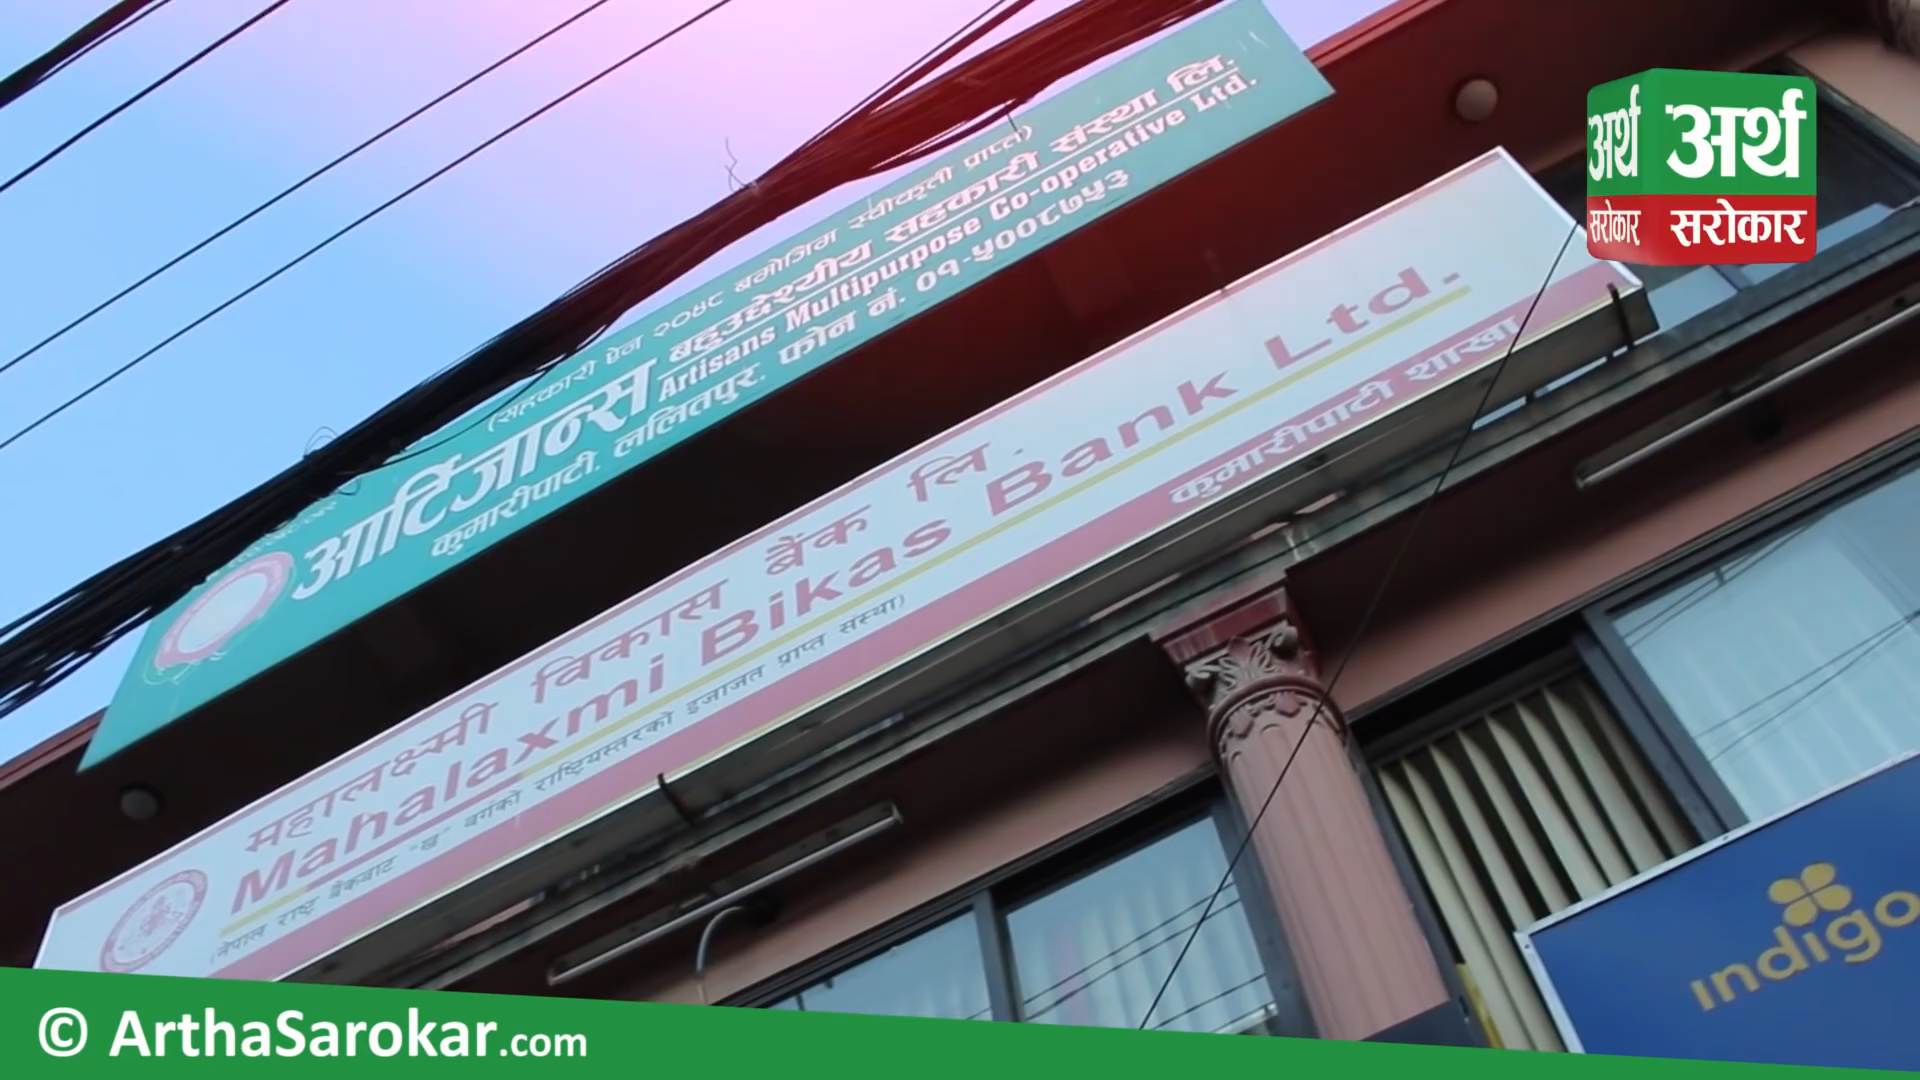 (सहकारी ऐन २०४८ बमोजिम स्वीकृती प्राप्त)
आर्टिजान्स बहुउद्देश्यीय सहकारी संस्था लि.
Artisans Multipurpose Co-operative Ltd.
कुमारीपाटी, ललितपुर. फोन नं. ०१-५००८७५३
महालक्ष्मी विकास बैंक लि.
Mahalaxmi Bikas Bank Ltd.
(नेपाल राष्ट्र बैंकबाट "ख" वर्गको राष्ट्रियस्तरको इजाजत प्राप्त संस्था)
कुमारीपाटी शाखा
indigo
अर्थ अर्थ
सरोकार सरोकार
© ArthaSarokar.com